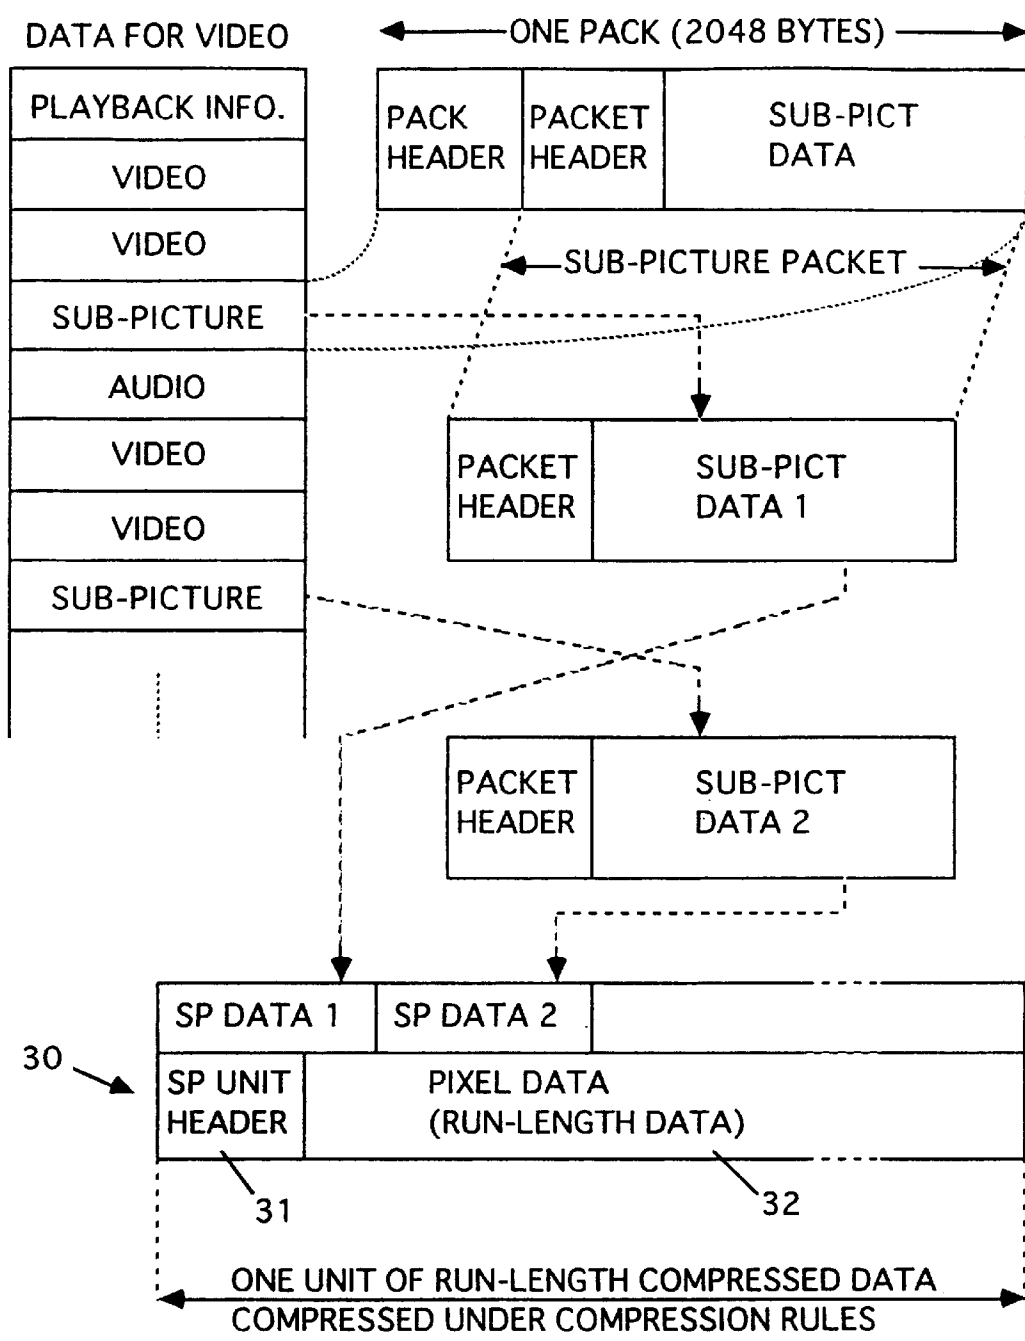 DATA FOR VIDEO
ONE PACK (2048 BYTES)
PLAYBACK INFO.
VIDEO
VIDEO
SUB-PICTURE
AUDIO
VIDEO
VIDEO
SUB-PICTURE
PACK
HEADER
PACKET
HEADER
SUB-PICT
DATA
SUB-PICTURE PACKET
PACKET
HEADER
SUB-PICT
DATA 1
PACKET
HEADER
SUB-PICT
DATA 2
SP DATA 1
SP DATA 2
30
SP UNIT
HEADER
PIXEL DATA
(RUN-LENGTH DATA)
31
32
ONE UNIT OF RUN-LENGTH COMPRESSED DATA
COMPRESSED UNDER COMPRESSION RULES